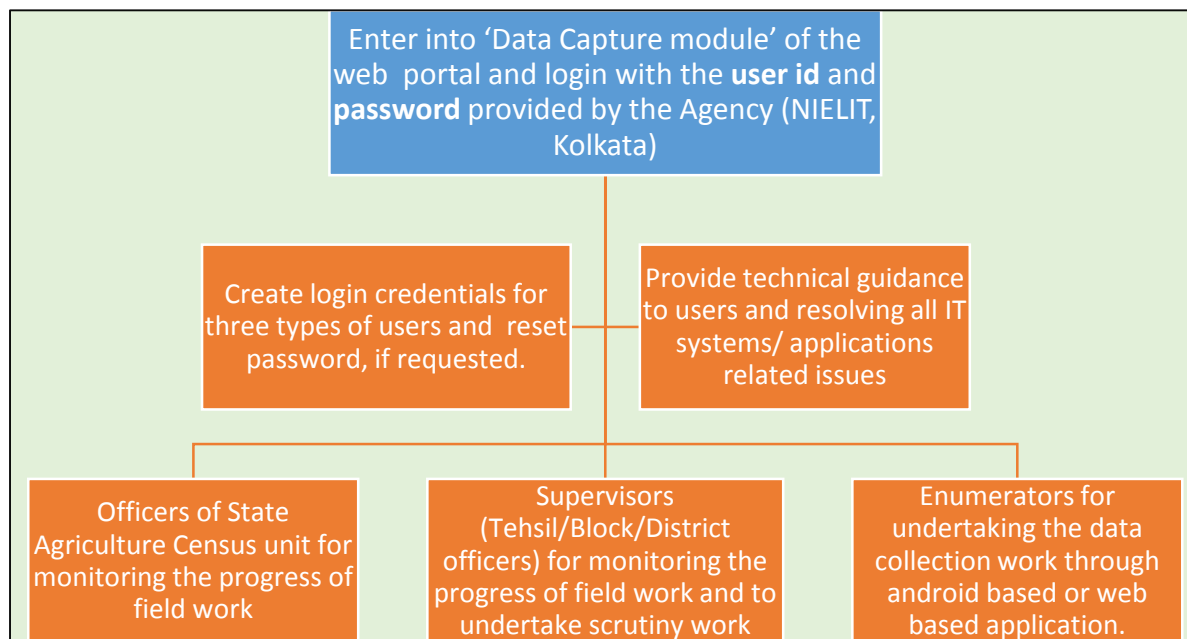 Enter into ‘Data Capture module’ of the
web portal and login with the user id and
password provided by the Agency (NIELIT,
Kolkata)
Create login credentials for
three types of users and reset
password, if requested.
Provide technical guidance
to users and resolving all IT
systems/ applications
related issues
Officers of State
Agriculture Census unit for
monitoring the progress of
field work
Supervisors
(Tehsil/Block/District
officers) for monitoring the
progress of field work and to
undertake scrutiny work
Enumerators for
undertaking the data
collection work through
android based or web
based application.